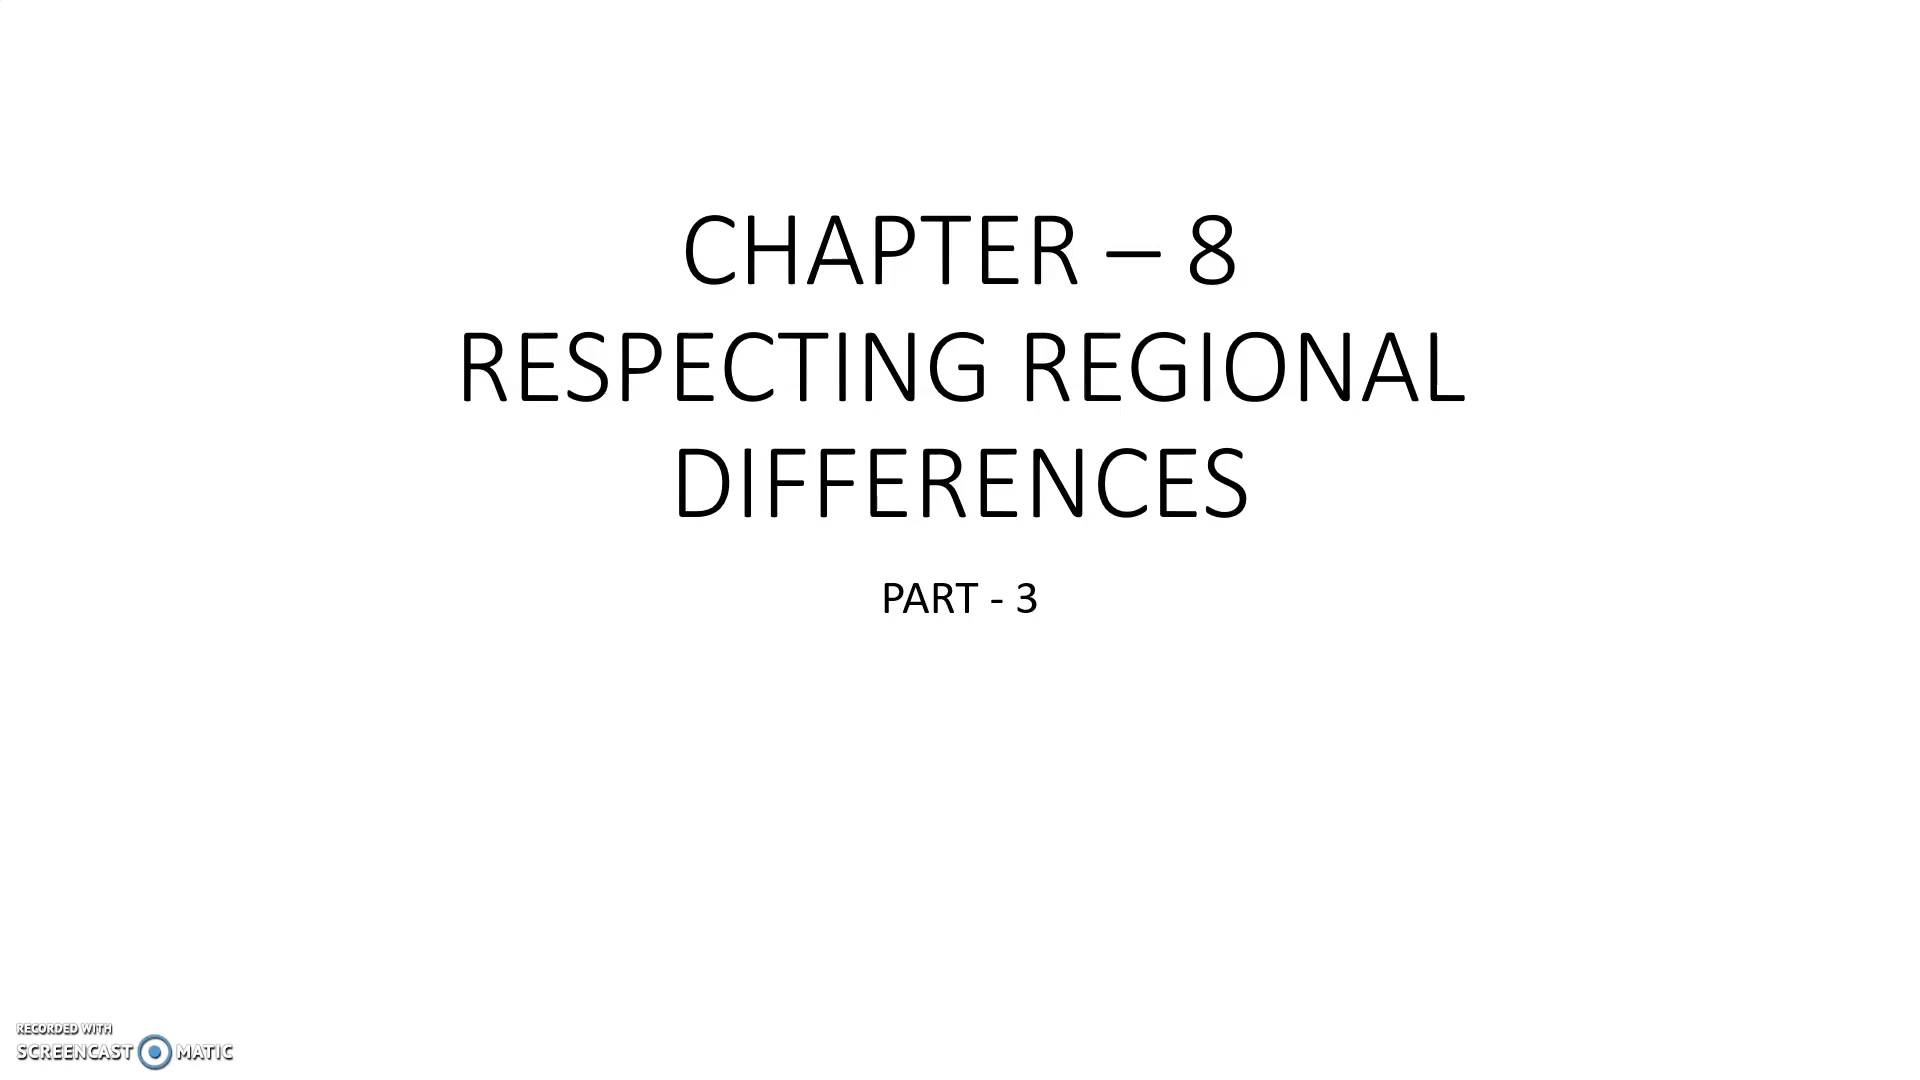 CHAPTER – 8
RESPECTING REGIONAL
DIFFERENCES
PART - 3
RECORDED WITH
SCREENCAST MATIC